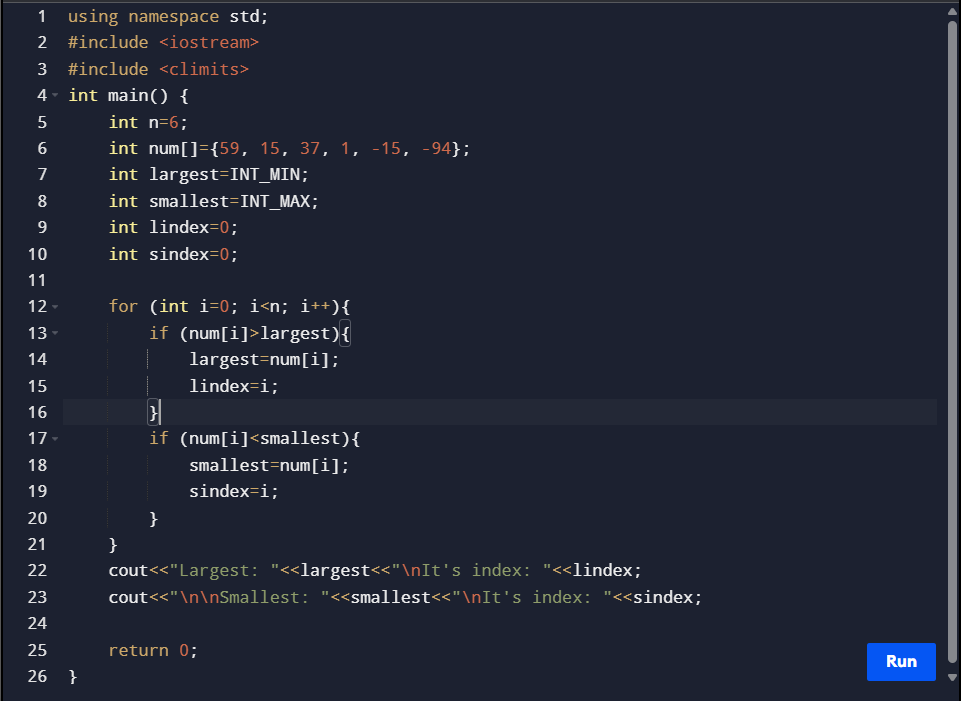 1 using namespace std;
2 #include <iostream>
3 #include <climits>
4 int main() {
5     int n=6;
6     int num[]={59, 15, 37, 1, -15, -94};
7     int largest=INT_MIN;
8     int smallest=INT_MAX;
9     int lindex=0;
10     int sindex=0;
11
12     for (int i=0; i<n; i++){
13         if (num[i]>largest){
14             largest=num[i];
15             lindex=i;
16         }
17         if (num[i]<smallest){
18             smallest=num[i];
19             sindex=i;
20         }
21     }
22     cout<<"Largest: "<<largest<<"\nIt's index: "<<lindex;
23     cout<<"\n\nSmallest: "<<smallest<<"\nIt's index: "<<sindex;
24
25     return 0;
26 }
Run